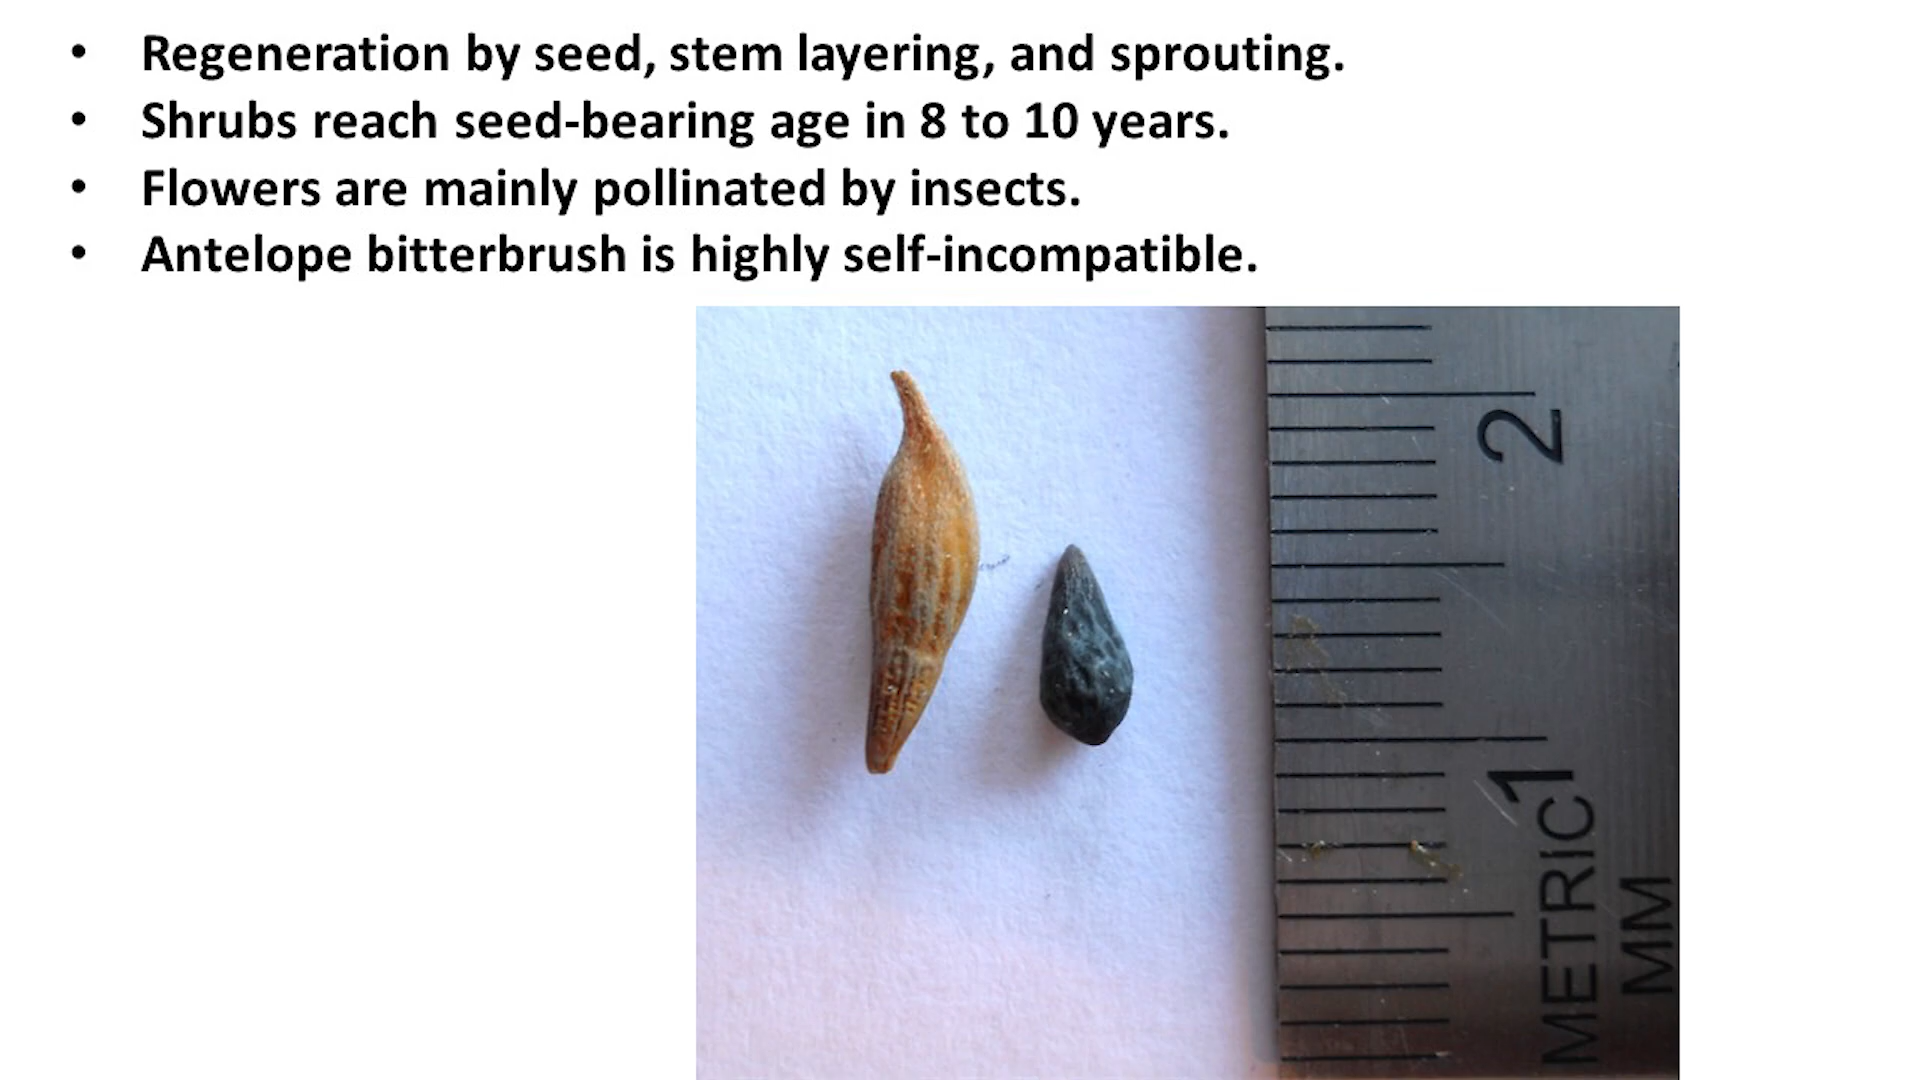 • Regeneration by seed, stem layering, and sprouting.
• Shrubs reach seed-bearing age in 8 to 10 years.
• Flowers are mainly pollinated by insects.
• Antelope bitterbrush is highly self-incompatible.
2
1
METRIC
MM